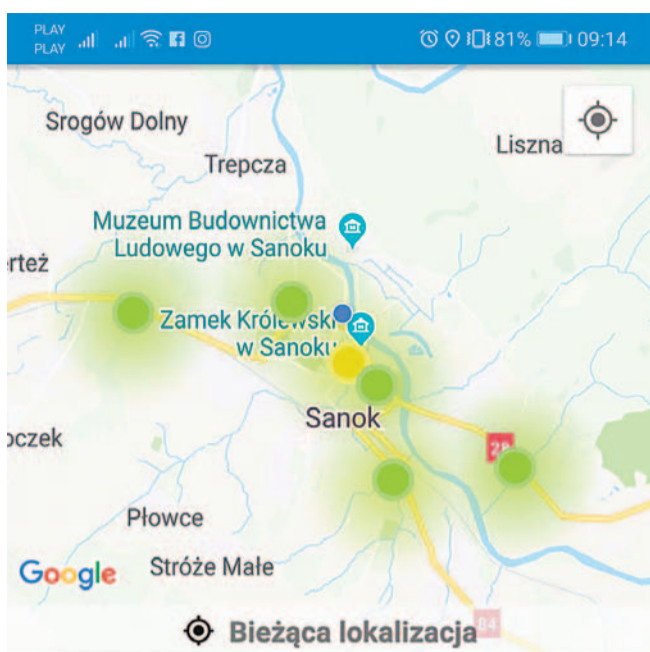 PLAY
PLAY
81% 09:14
Srogów Dolny
Liszna
Trepcza
Muzeum Budownictwa
Ludowego w Sanoku
rteż
Zamek Królewski
w Sanoku
Sanok
oczek
28
Płowce
Google
Stróże Małe
84
Bieżąca lokalizacja